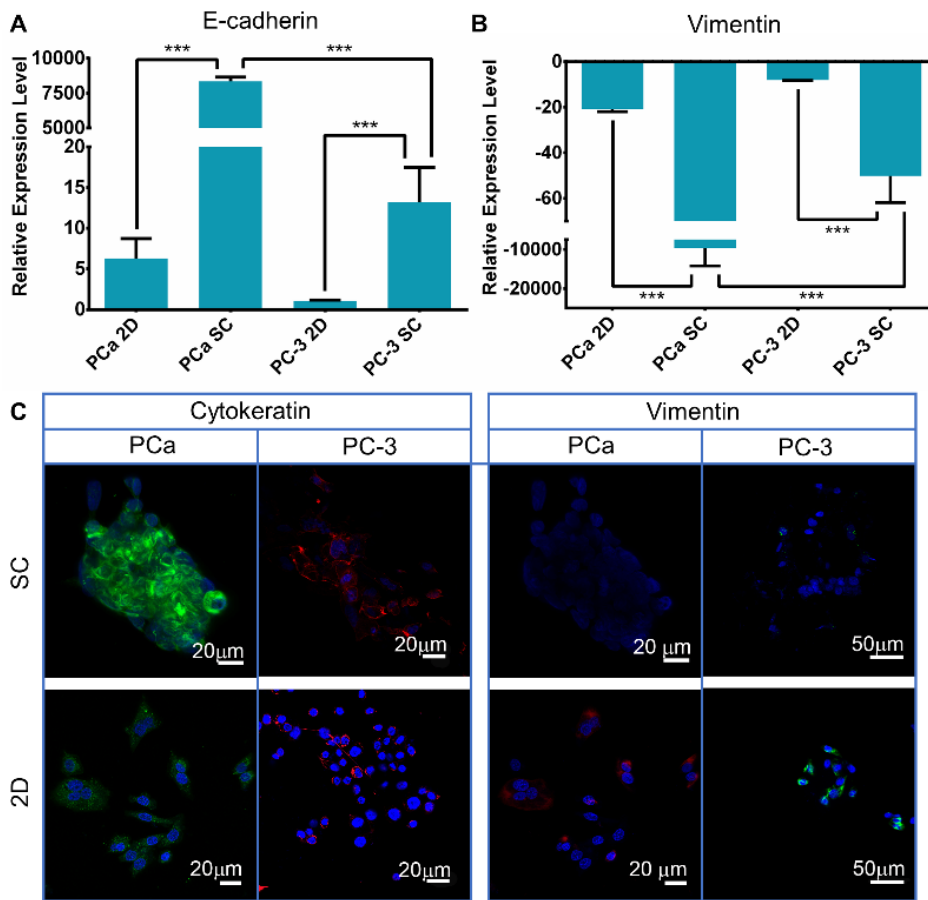 A
E-cadherin
Relative Expression Level
10000
7500
5000
20
15
10
5
0
***
***
***
PCa 2D
PCa SC
PC-3 2D
PC-3 SC
B
Vimentin
Relative Expression Level
0
-20
-40
-60
-10000
-20000
***
***
***
PCa 2D
PCa SC
PC-3 2D
PC-3 SC
C
Cytokeratin
Vimentin
PCa
PC-3
PCa
PC-3
SC
20μm
20μm
20 μm
50μm
2D
20μm
20μm
20 μm
50μm